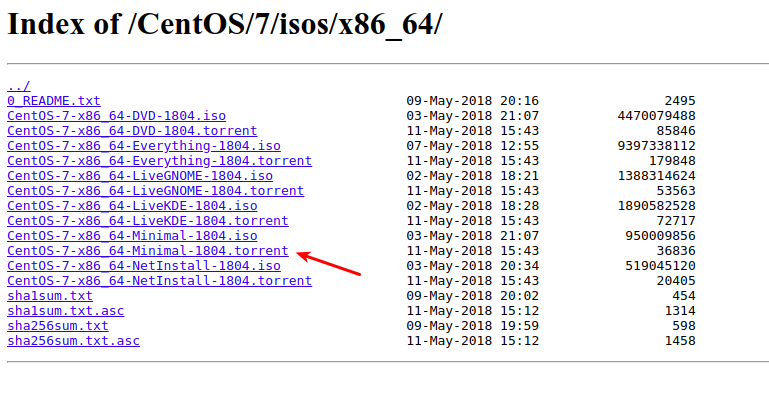 Index of /CentOS/7/isos/x86_64/
../
0_README.txt 09-May-2018 20:16 2495
CentOS-7-x86_64-DVD-1804.iso 03-May-2018 21:07 4470079488
CentOS-7-x86_64-DVD-1804.torrent 11-May-2018 15:43 85846
CentOS-7-x86_64-Everything-1804.iso 07-May-2018 12:55 9397338112
CentOS-7-x86_64-Everything-1804.torrent 11-May-2018 15:43 179848
CentOS-7-x86_64-LiveGNOME-1804.iso 02-May-2018 18:21 1388314624
CentOS-7-x86_64-LiveGNOME-1804.torrent 11-May-2018 15:43 53563
CentOS-7-x86_64-LiveKDE-1804.iso 02-May-2018 18:28 1890582528
CentOS-7-x86_64-LiveKDE-1804.torrent 11-May-2018 15:43 72717
CentOS-7-x86_64-Minimal-1804.iso 03-May-2018 21:07 950009856
CentOS-7-x86_64-Minimal-1804.torrent 11-May-2018 15:43 36836
CentOS-7-x86_64-NetInstall-1804.iso 03-May-2018 20:34 519045120
CentOS-7-x86_64-NetInstall-1804.torrent 11-May-2018 15:43 20405
sha1sum.txt 09-May-2018 20:02 454
sha1sum.txt.asc 11-May-2018 15:12 1314
sha256sum.txt 09-May-2018 19:59 598
sha256sum.txt.asc 11-May-2018 15:12 1458